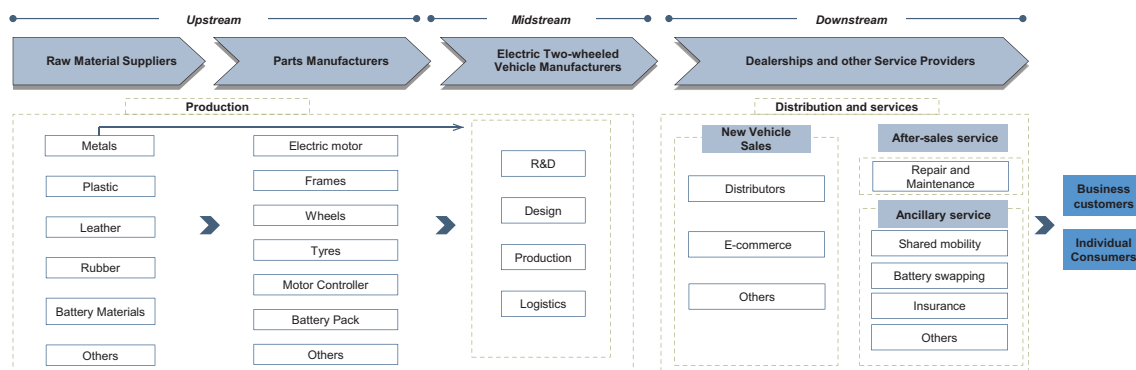 Upstream
Midstream
Downstream
Raw Material Suppliers
Parts Manufacturers
Electric Two-wheeled
Vehicle Manufacturers
Dealerships and other Service Providers
Production
Distribution and services
Metals
Plastic
Leather
Rubber
Battery Materials
Others
Electric motor
Frames
Wheels
Tyres
Motor Controller
Battery Pack
Others
R&D
Design
Production
Logistics
New Vehicle
Sales
Distributors
E-commerce
Others
After-sales service
Repair and
Maintenance
Ancillary service
Shared mobility
Battery swapping
Insurance
Others
Business
customers
Individual
Consumers